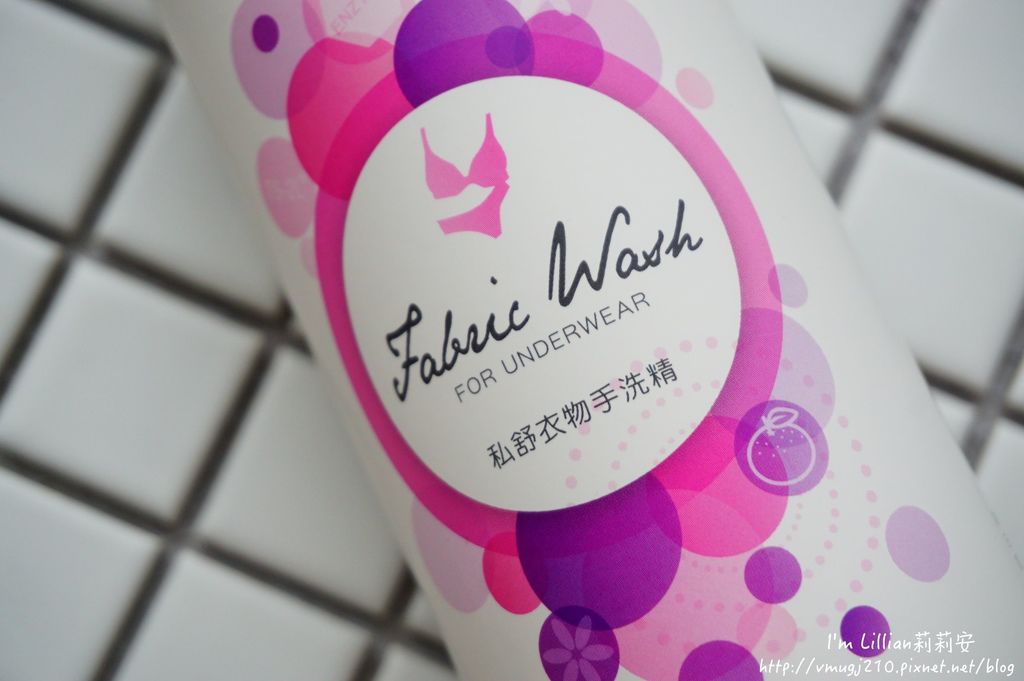 Fabric Wash
FOR UNDERWEAR
私舒衣物手洗精
I'm Lillian莉莉安
http://vmugj210.pixnet.net/blog